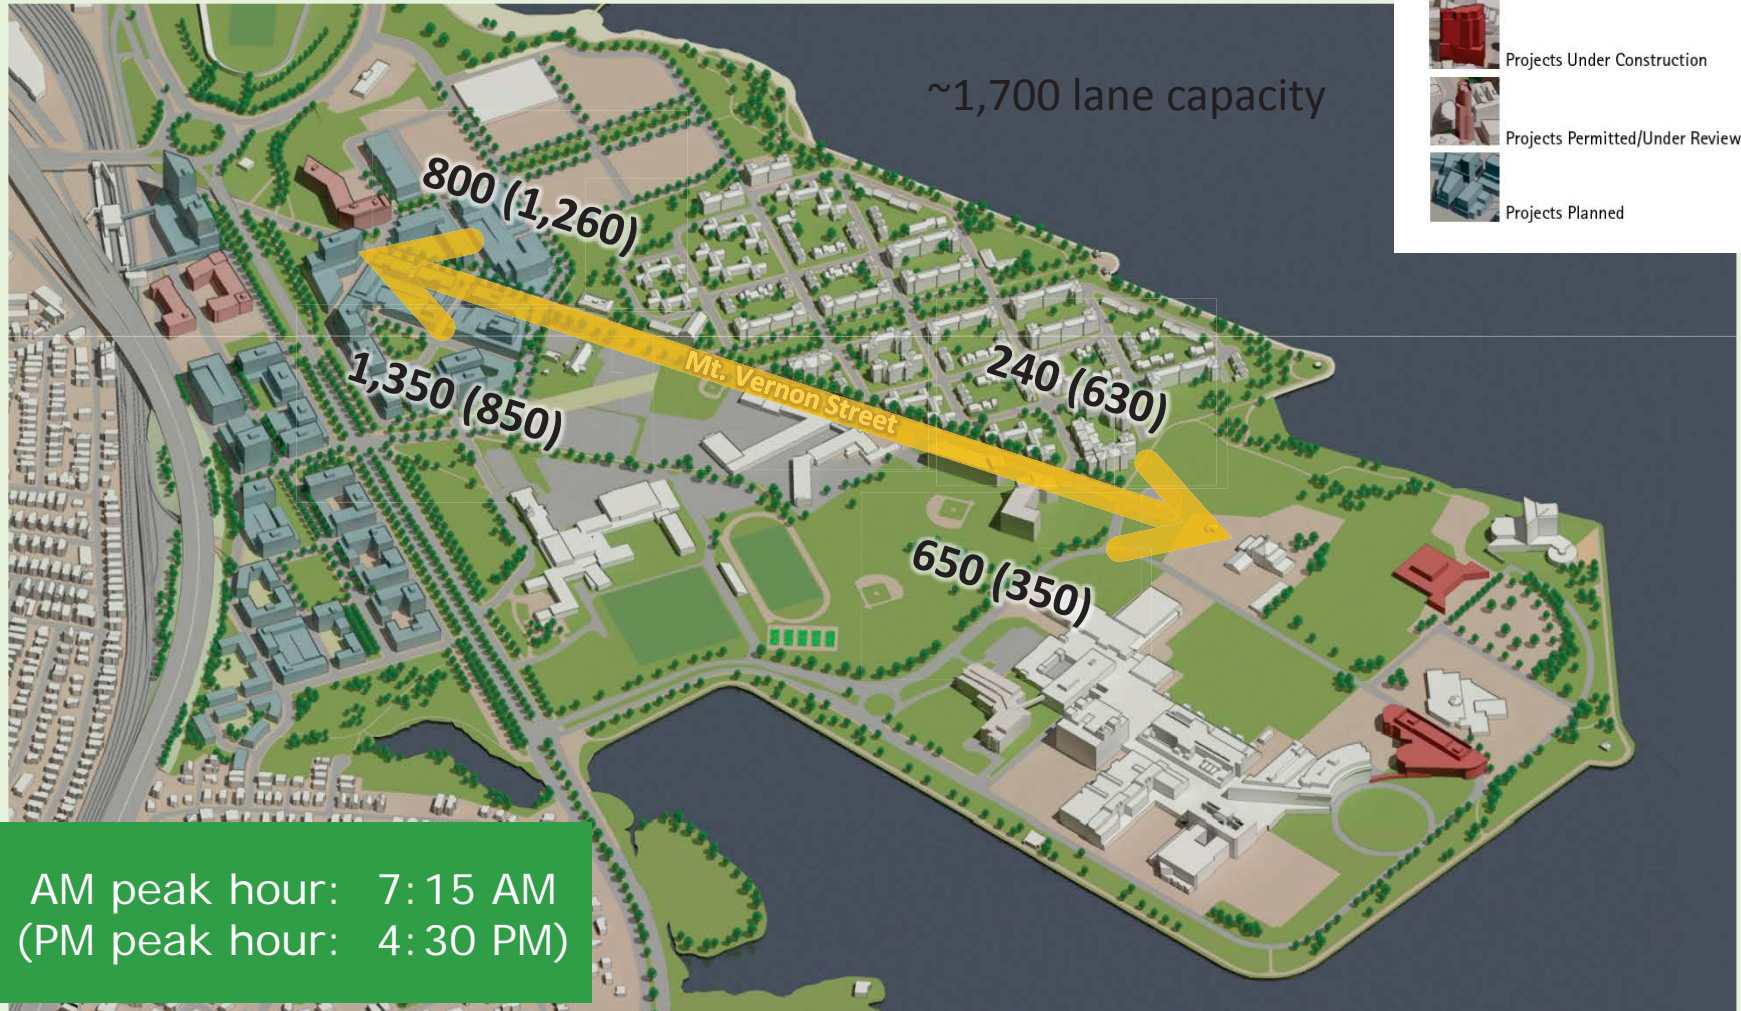 ~1,700 lane capacity
Projects Under Construction
Projects Permitted/Under Review
Projects Planned
800 (1,260)
1,350 (850)
Mt. Vernon Street
240 (630)
650 (350)
AM peak hour: 7:15 AM
(PM peak hour: 4:30 PM)